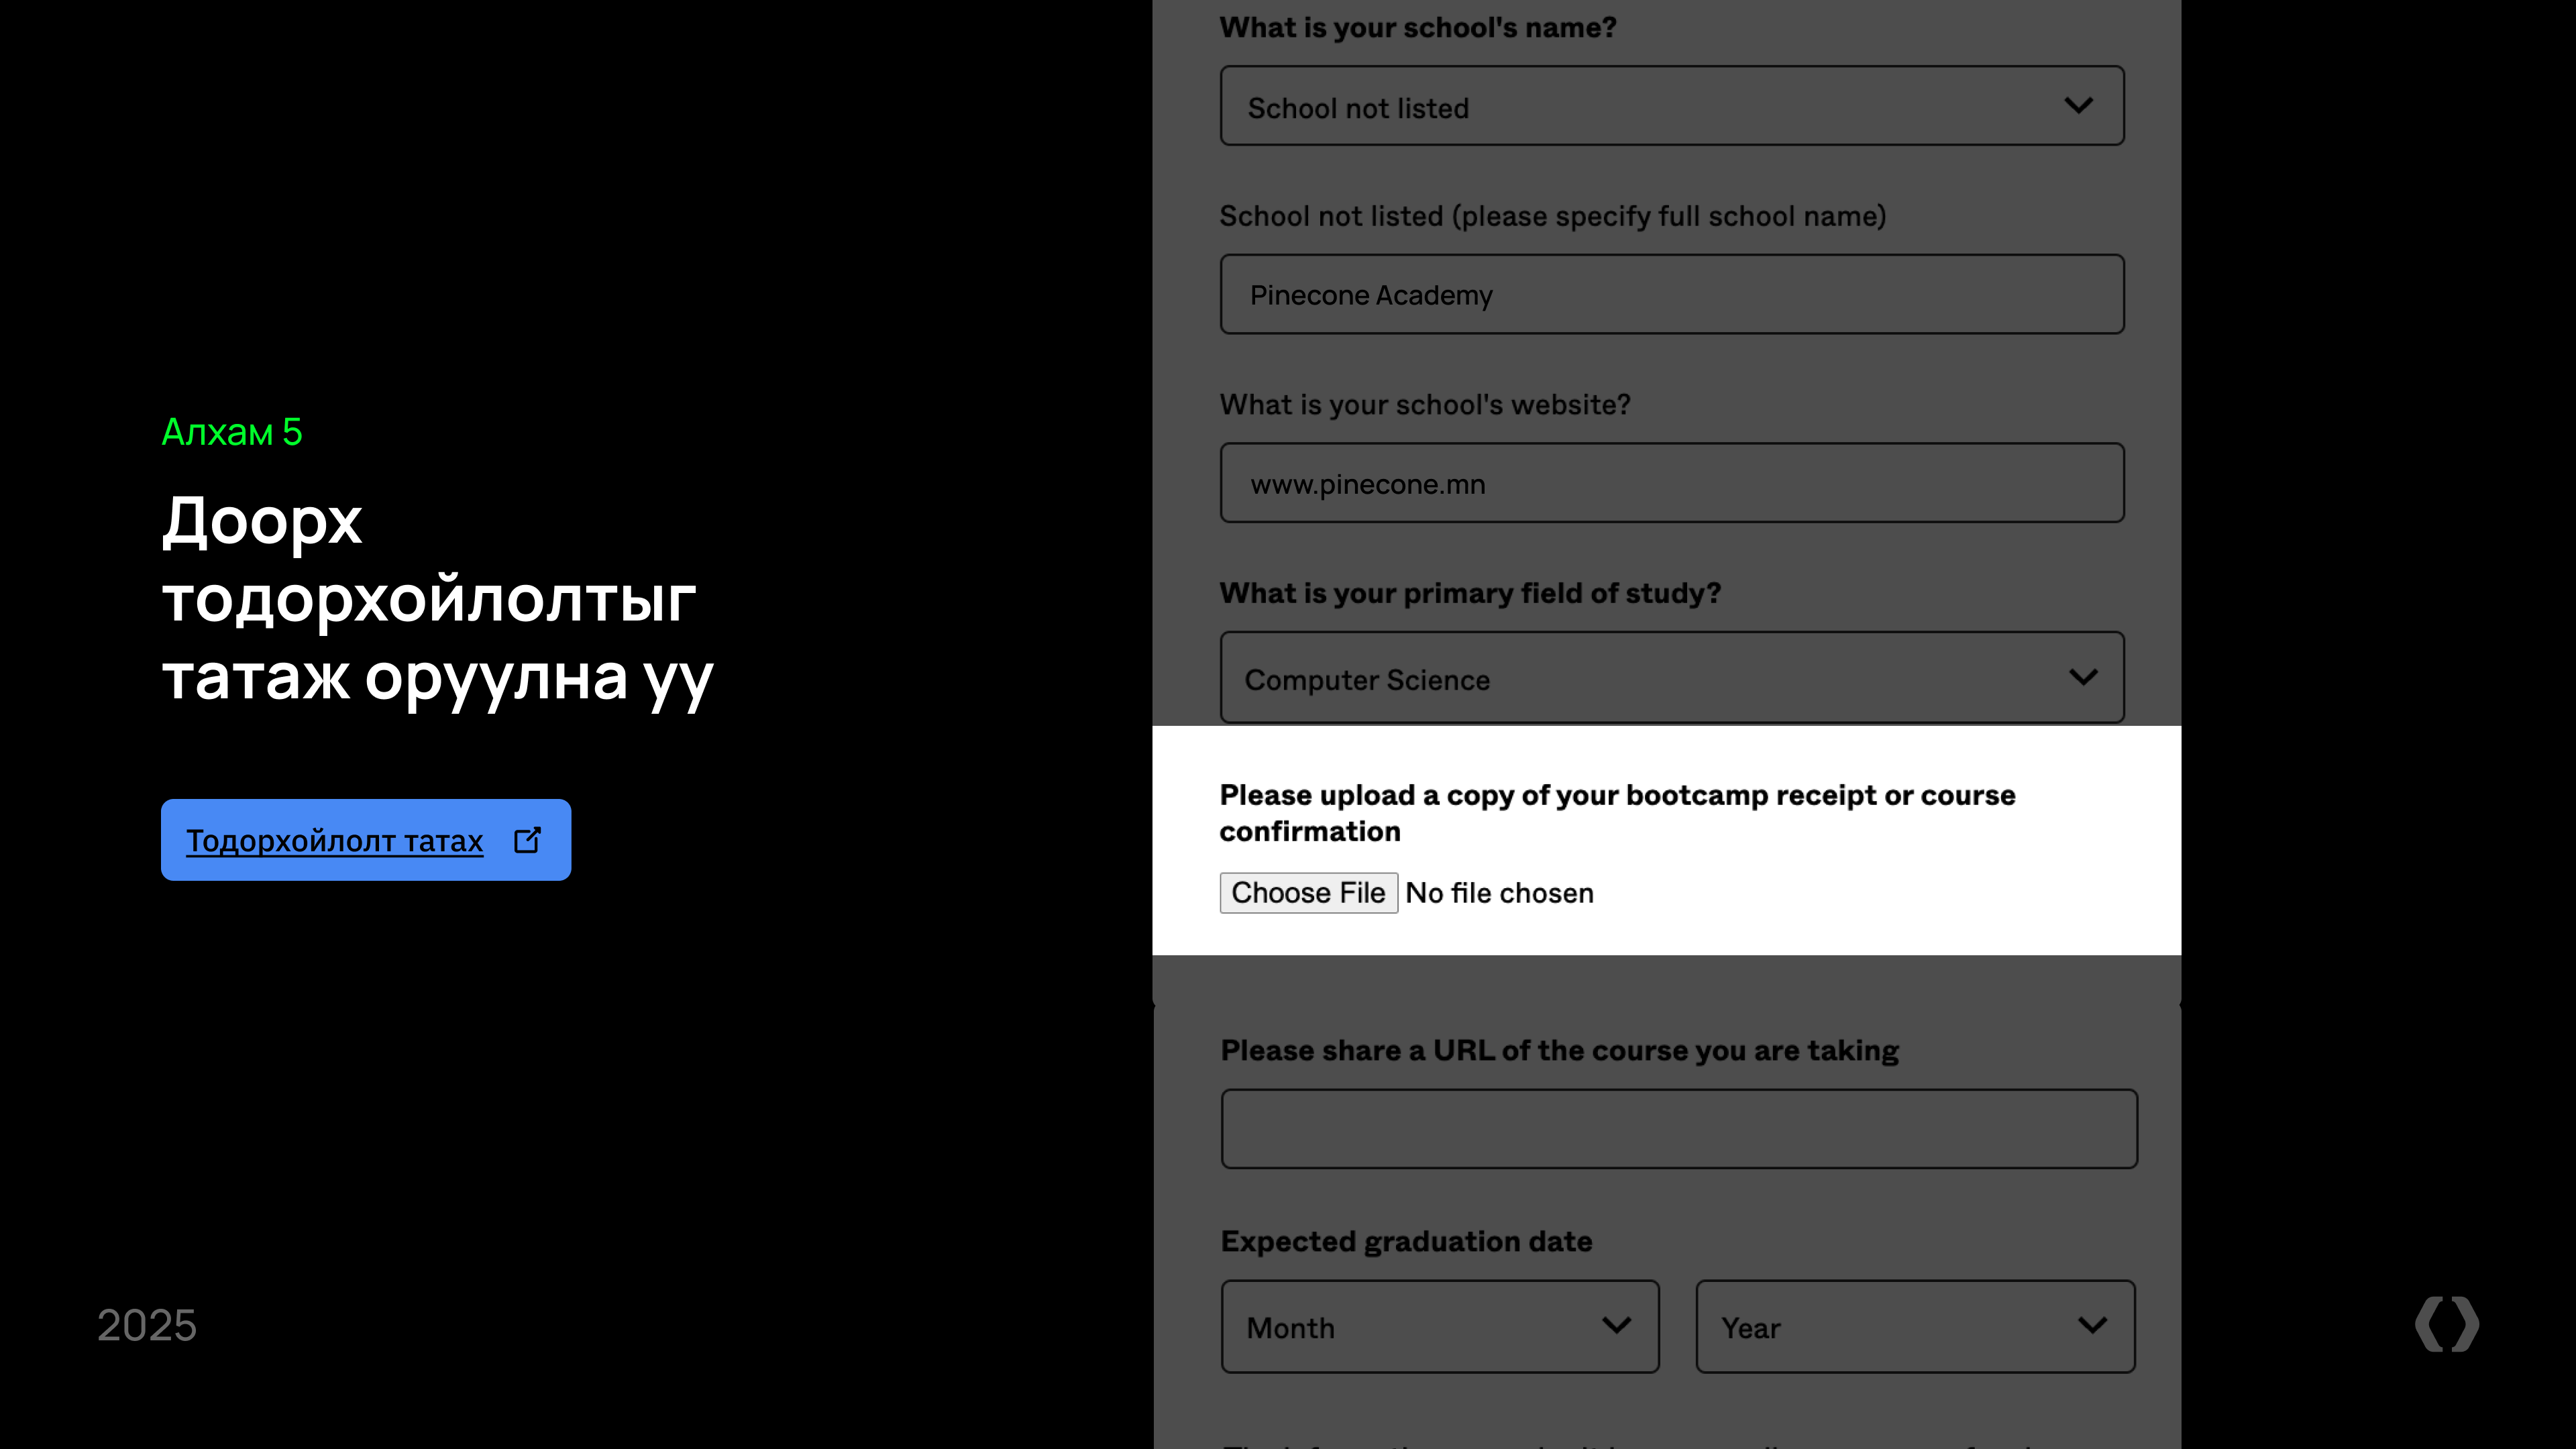 Алхам 5
Доорх
тодорхойлолтыг
татаж оруулна уу
Тодорхойлолт татах
2025
What is your school's name?
School not listed
School not listed (please specify full school name)
Pinecone Academy
What is your school's website?
www.pinecone.mn
What is your primary field of study?
Computer Science
Please upload a copy of your bootcamp receipt or course
confirmation
Choose File No file chosen
Please share a URL of the course you are taking
Expected graduation date
Month Year